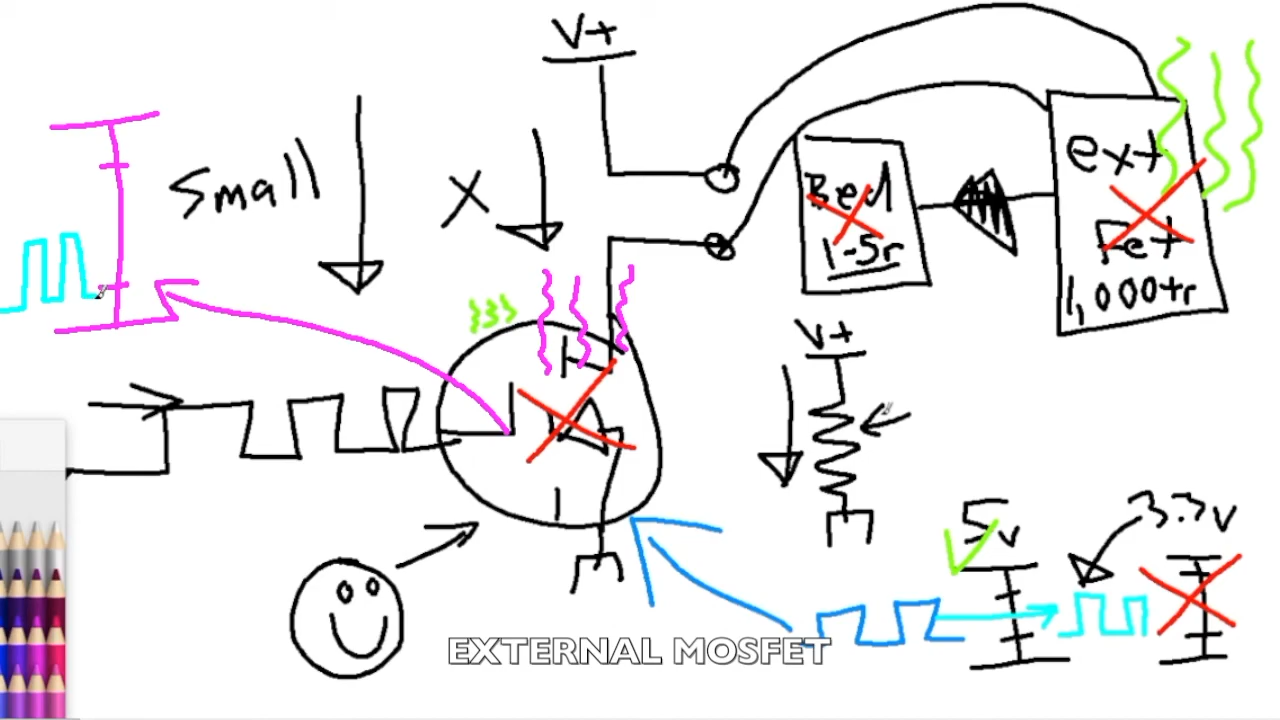 V+
Small
X
ext
Fet
1,000+r
Bed
1-5r
V+
5v
3.3v
EXTERNAL MOSFET